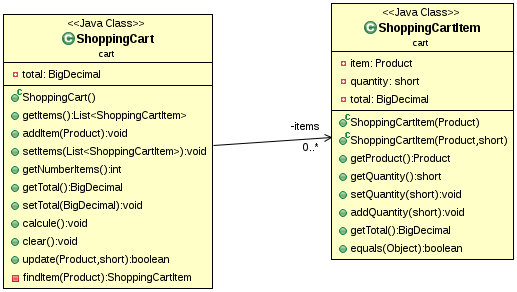 <<Java Class>>
ShoppingCart
cart
total: BigDecimal
ShoppingCart()
getItems():List<ShoppingCartItem>
addItem(Product):void
setItems(List<ShoppingCartItem>):void
getNumberItems():int
getTotal():BigDecimal
setTotal(BigDecimal):void
calcule():void
clear():void
update(Product,short):boolean
findItem(Product):ShoppingCartItem
-items
0..*
<<Java Class>>
ShoppingCartItem
cart
item: Product
quantity: short
total: BigDecimal
ShoppingCartItem(Product)
ShoppingCartItem(Product,short)
getProduct():Product
getQuantity():short
setQuantity(short):void
addQuantity(short):void
getTotal():BigDecimal
equals(Object):boolean